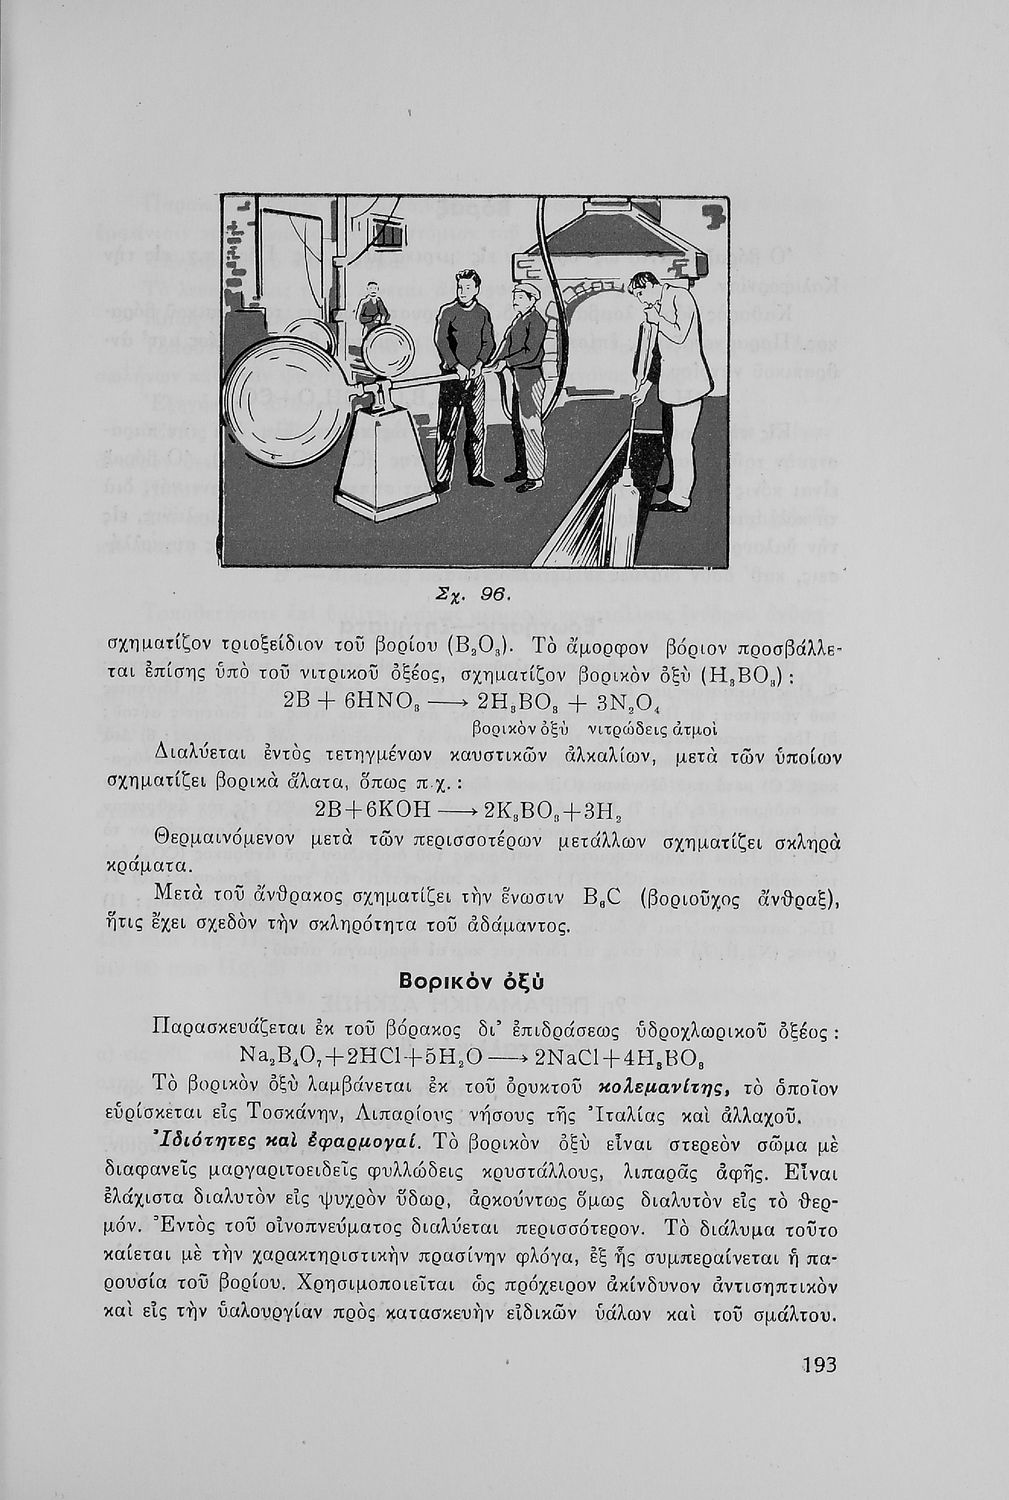 Σχ. 96.
σχηματίζον τριοξείδιον τοῦ βορίου (B₂O₃). Τὸ ἄμορφον βόριον προσβάλλε-
ται ἐπίσης ὑπὸ τοῦ νιτρικοῦ ὀξέος, σχηματίζον βορικὸν ὀξὺ (H₃BO₃) :
2B + 6HNO₃ ⟶ 2H₃BO₃ + 3N₂O₄
βορικὸν ὀξὺ νιτρώδεις ἀτμοὶ
Διαλύεται ἐντὸς τετηγμένων καυστικῶν ἀλκαλίων, μετὰ τῶν ὑποίων
σχηματίζει βορικὰ ἅλατα, ὅπως π.χ. :
2B+6KOH ⟶ 2K₃BO₃+3H₂
Θερμαινόμενον μετὰ τῶν περισσοτέρων μετάλλων σχηματίζει σκληρὰ
κράματα.
Μετὰ τοῦ ἄνθρακος σχηματίζει τὴν ἕνωσιν B₆C (βοριοῦχος ἄνθραξ),
ἥτις ἔχει σχεδὸν τὴν σκληρότητα τοῦ ἀδάμαντος.
Βορικὸν ὀξὺ
Παρασκευάζεται ἐκ τοῦ βόρακος δι' ἐπιδράσεως ὑδροχλωρικοῦ ὀξέος :
Na₂B₄O₇+2HCl+5H₂O ⟶ 2NaCl+4H₃BO₃
Τὸ βορικὸν ὀξὺ λαμβάνεται ἐκ τοῦ ὀρυκτοῦ κολεμανίτης, τὸ ὁποῖον
εὑρίσκεται εἰς Τοσκάνην, Λιπαρίους νήσους τῆς Ἰταλίας καὶ ἀλλαχοῦ.
Ἰδιότητες καὶ ἐφαρμογαί. Τὸ βορικὸν ὀξὺ εἶναι στερεὸν σῶμα μὲ
διαφανεῖς μαργαριτοειδεῖς φυλλώδεις κρυστάλλους, λιπαρᾶς ἀφῆς. Εἶναι
ἐλάχιστα διαλυτὸν εἰς ψυχρὸν ὕδωρ, ἀρκούντως ὅμως διαλυτὸν εἰς τὸ θερ-
μόν. Ἐντὸς τοῦ οἰνοπνεύματος διαλύεται περισσότερον. Τὸ διάλυμα τοῦτο
καίεται μὲ τὴν χαρακτηριστικὴν πρασίνην φλόγα, ἐξ ἧς συμπεραίνεται ἡ πα-
ρουσία τοῦ βορίου. Χρησιμοποιεῖται ὡς πρόχειρον ἀκίνδυνον ἀντισηπτικὸν
καὶ εἰς τὴν ὑαλουργίαν πρὸς κατασκευὴν εἰδικῶν ὑάλων καὶ τοῦ σμάλτου.
193